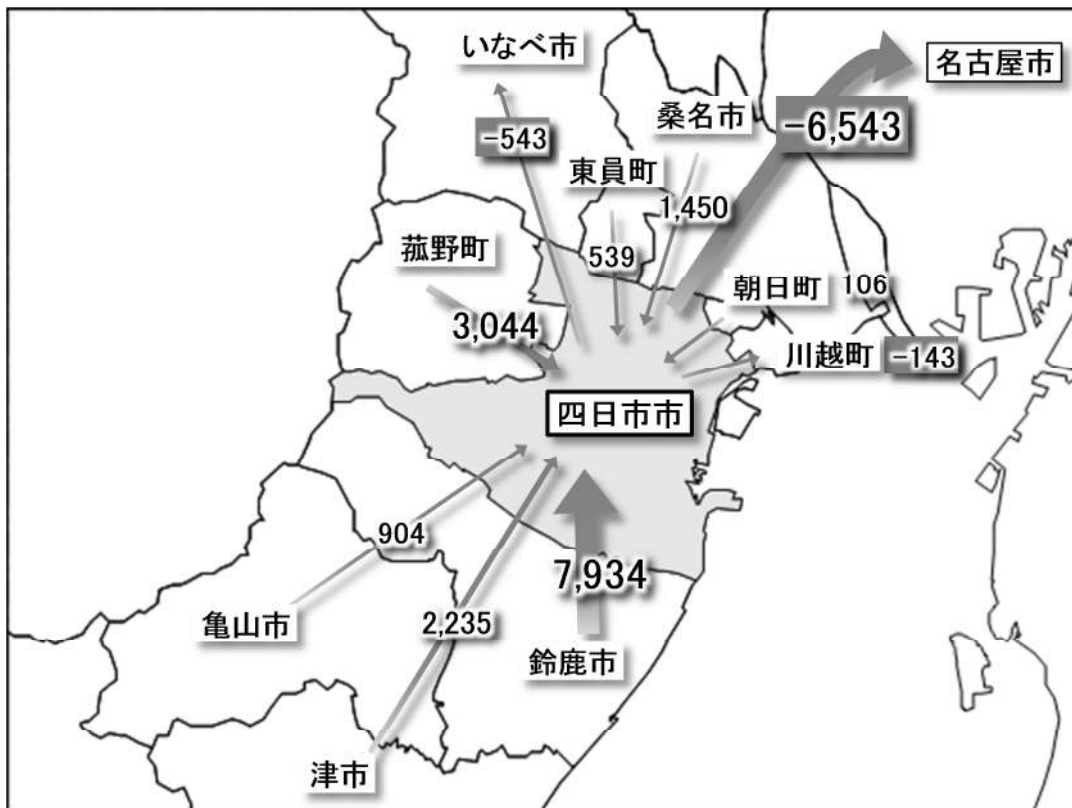 いなべ市
名古屋市
桑名市
-6,543
-543
東員町
1,450
菰野町
539
朝日町
106
3,044
川越町
-143
四日市市
904
7,934
亀山市
2,235
鈴鹿市
津市